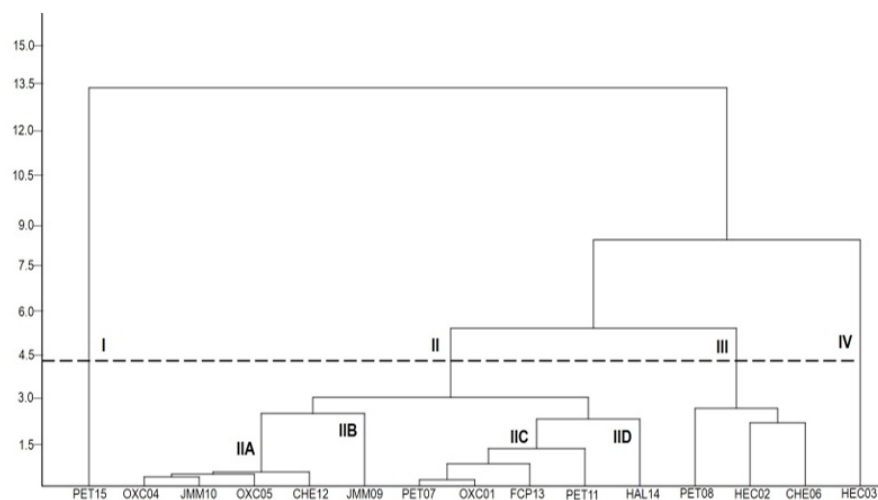 15.0
13.5
12.0
10.5
9.0
7.5
6.0
4.5
3.0
1.5
I
II
III
IV
IIA
IIB
IIC
IID
PET15 OXC04 JMM10 OXC05 CHE12 JMM09 PET07 OXC01 FCP13 PET11 HAL14 PET08 HEC02 CHE06 HEC03